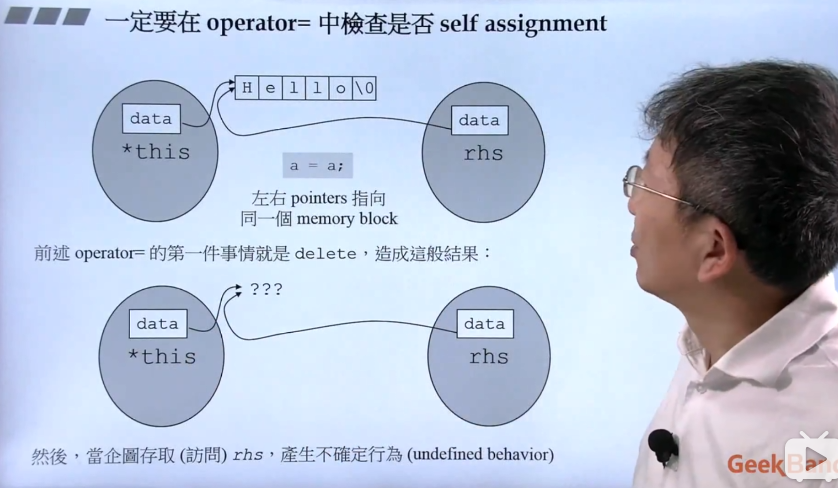 一定要在 operator= 中檢查是否 self assignment
H e l l o \0
data
data
*this
rhs
a = a;
左右 pointers 指向
同一個 memory block
前述 operator= 的第一件事情就是 delete，造成這般結果：
???
data
data
*this
rhs
然後，當企圖存取 (訪問) rhs，產生不確定行為 (undefined behavior)
GeekBand